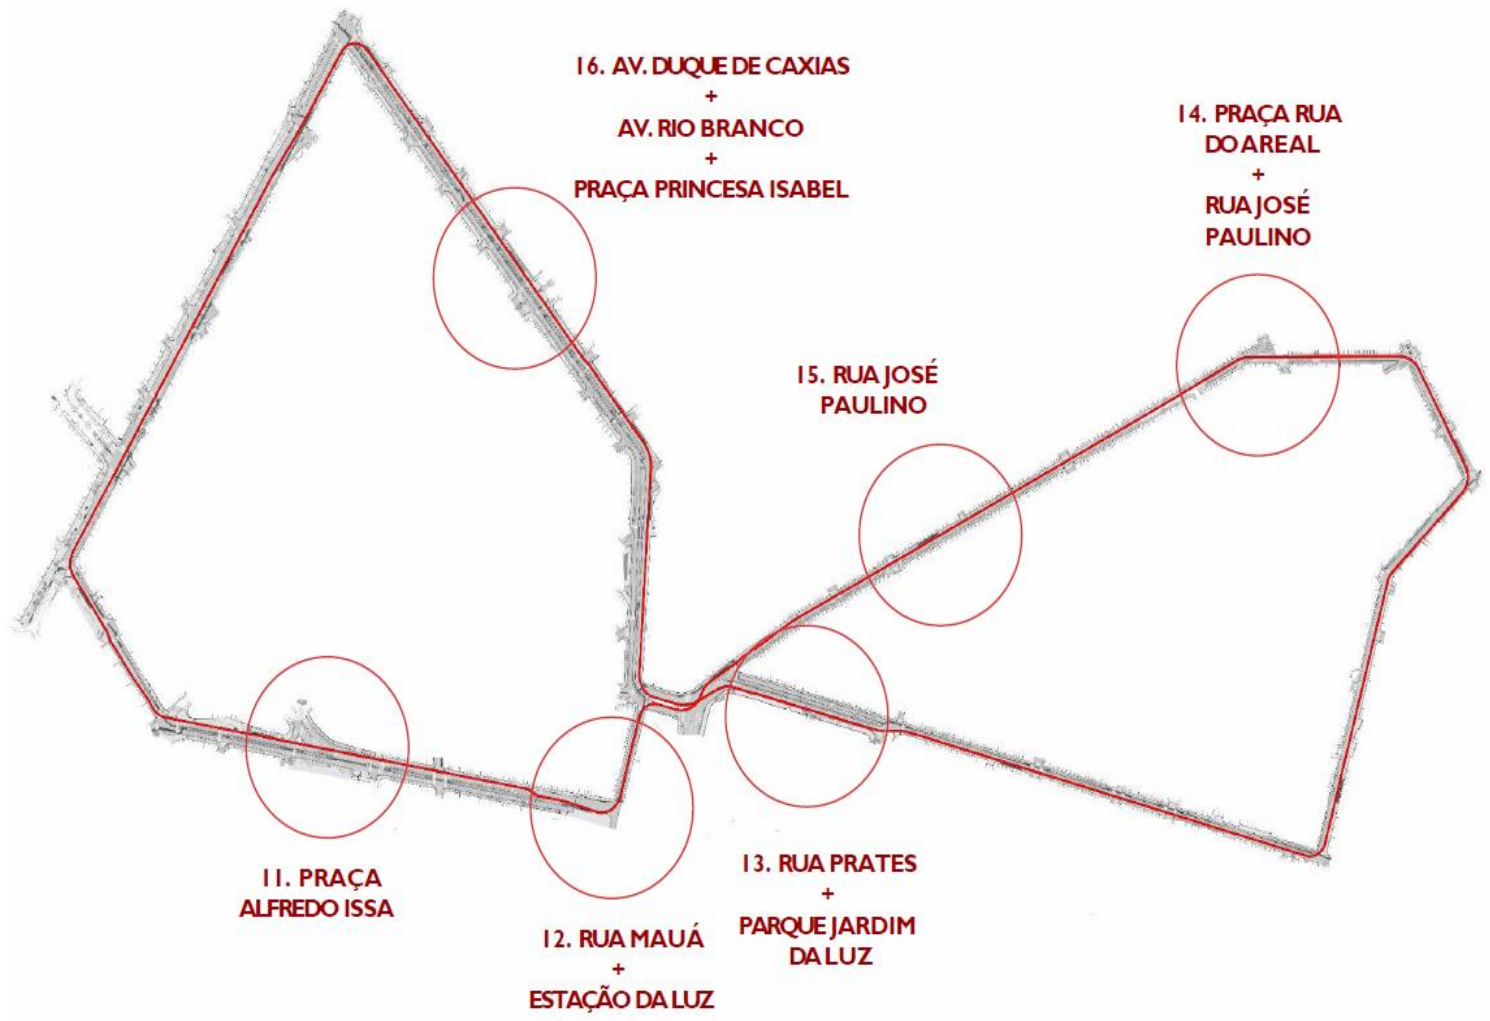 16. AV. DUQUE DE CAXIAS
+
AV. RIO BRANCO
+
PRAÇA PRINCESA ISABEL
14. PRAÇA RUA
DO AREAL
+
RUA JOSÉ
PAULINO
15. RUA JOSÉ
PAULINO
11. PRAÇA
ALFREDO ISSA
12. RUA MAUÁ
+
ESTAÇÃO DA LUZ
13. RUA PRATES
+
PARQUE JARDIM
DA LUZ